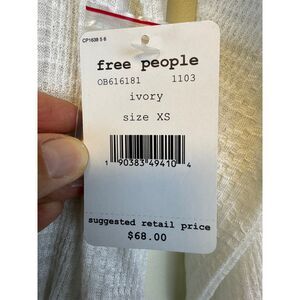 CP1638 5 6
free people
OB616181 1103
ivory
size XS
1 90383 49410 4
suggested retail price
$68.00